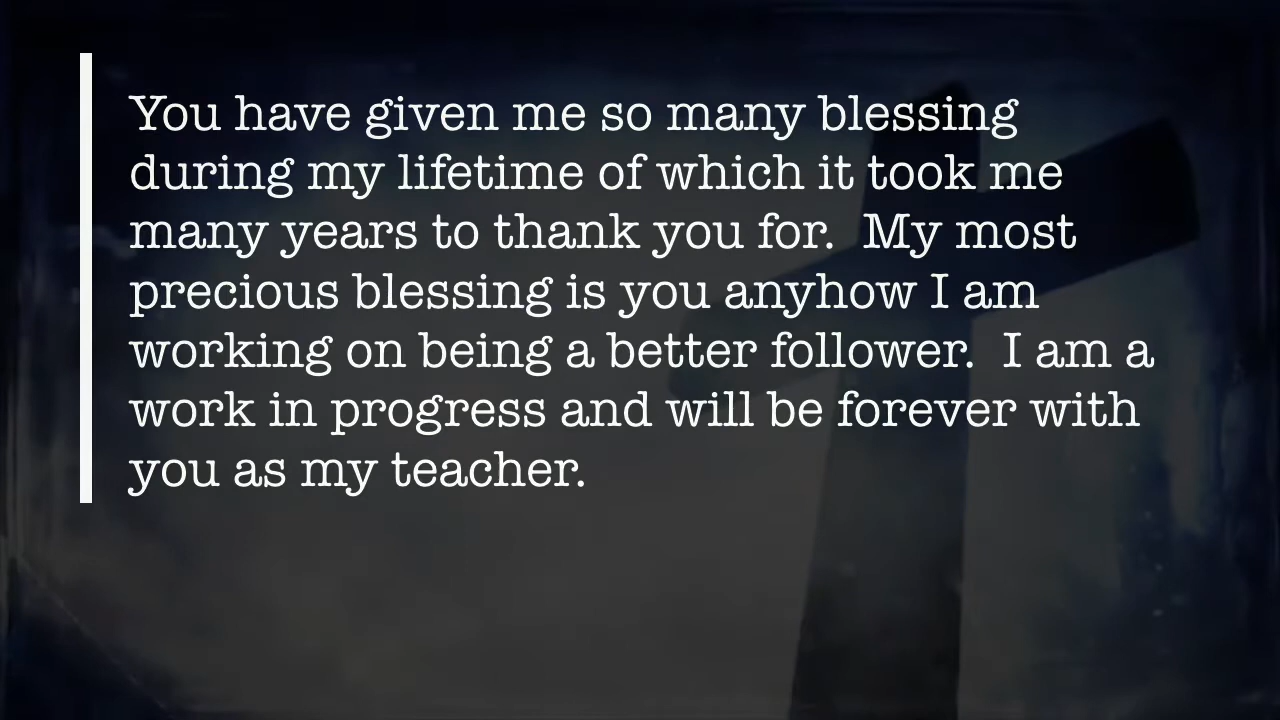 You have given me so many blessing
during my lifetime of which it took me
many years to thank you for.  My most
precious blessing is you anyhow I am
working on being a better follower.  I am a
work in progress and will be forever with
you as my teacher.